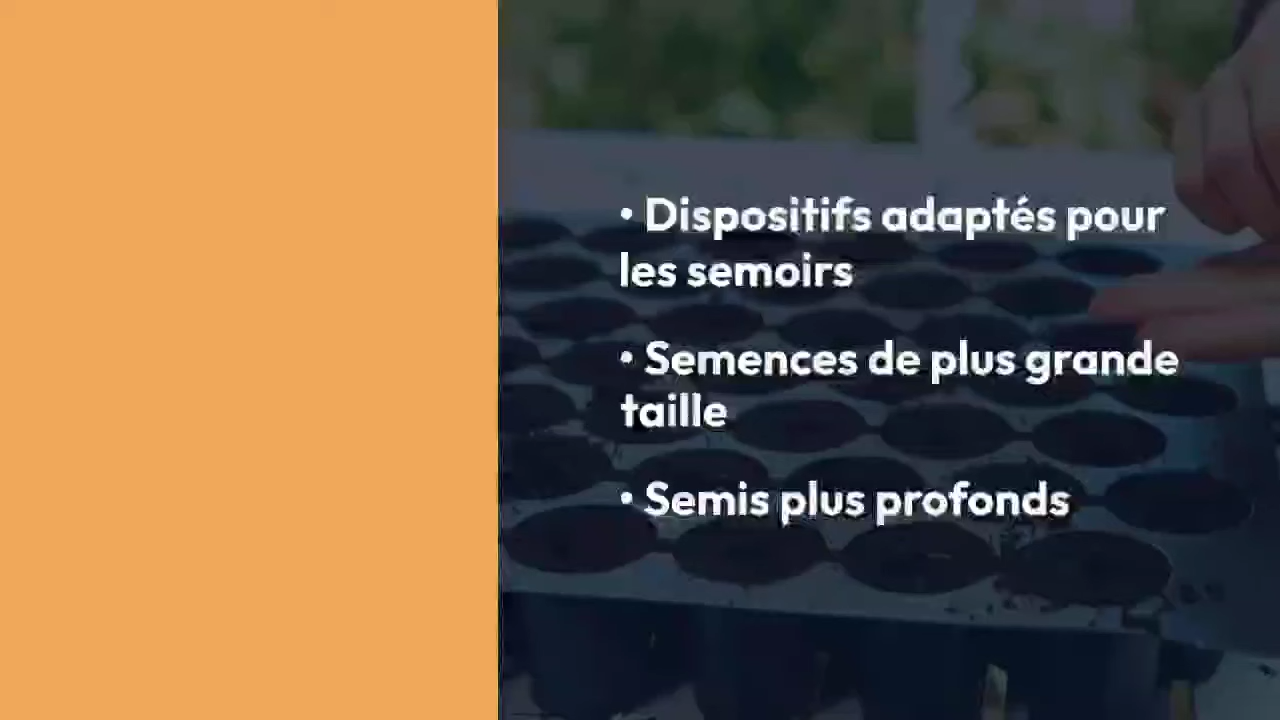 • Dispositifs adaptés pour
les semoirs
• Semences de plus grande
taille
• Semis plus profonds